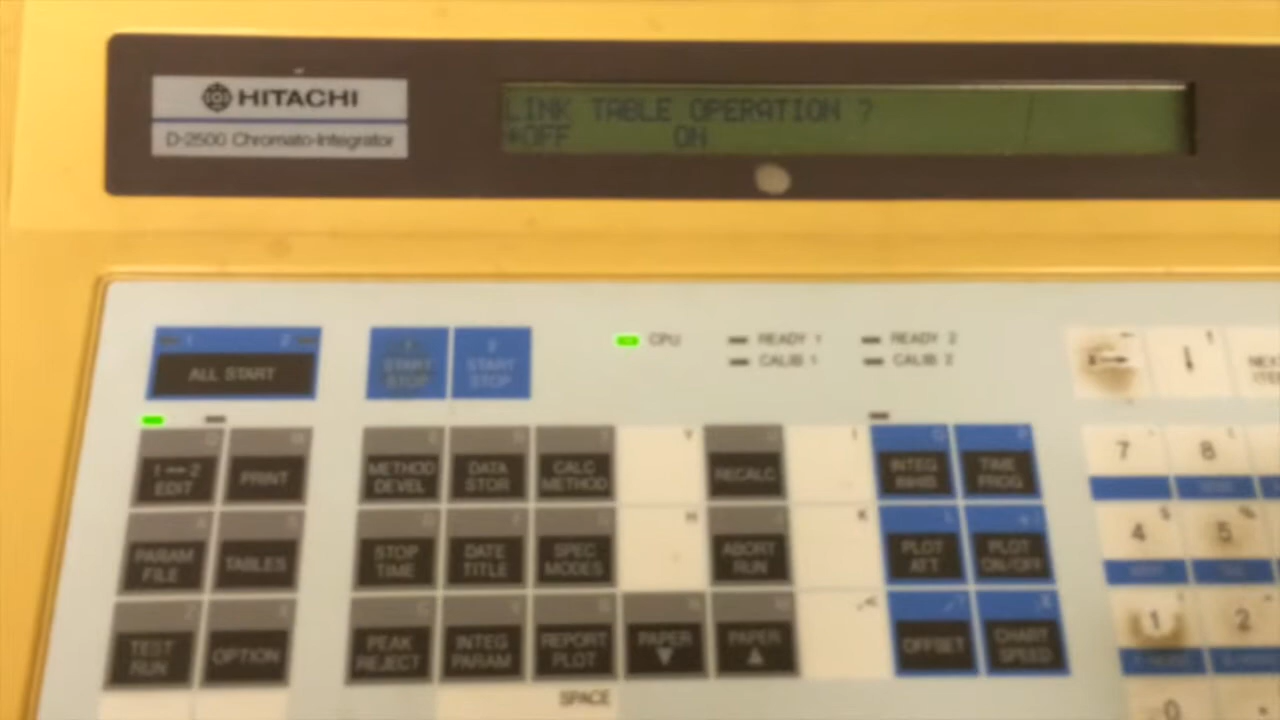 HITACHI
D-2500 Chromato-Integrator
LINK TABLE OPERATION ?
*OFF ON
1 2
ALL START
START
STOP
2
START
STOP
CPU
READY 1
CALIB 1
READY 2
CALIB 2
1↔2
EDIT
PRINT
METHOD
DEVEL
DATA
STOR
CALC
METHOD
Y
RECALC
I
INTEG
INHIB
TIME
PROG
7
8
PARAM
FILE
TABLES
STOP
TIME
DATE
TITLE
SPEC
MODES
H
ABORT
RUN
K
PLOT
ATT
PLOT
ON/OFF
4 $
5 %
TEST
RUN
OPTION
PEAK
REJECT
INTEG
PARAM
REPORT
PLOT
PAPER
▼
PAPER
▲
OFFSET
CHART
SPEED
1
2
SPACE
0